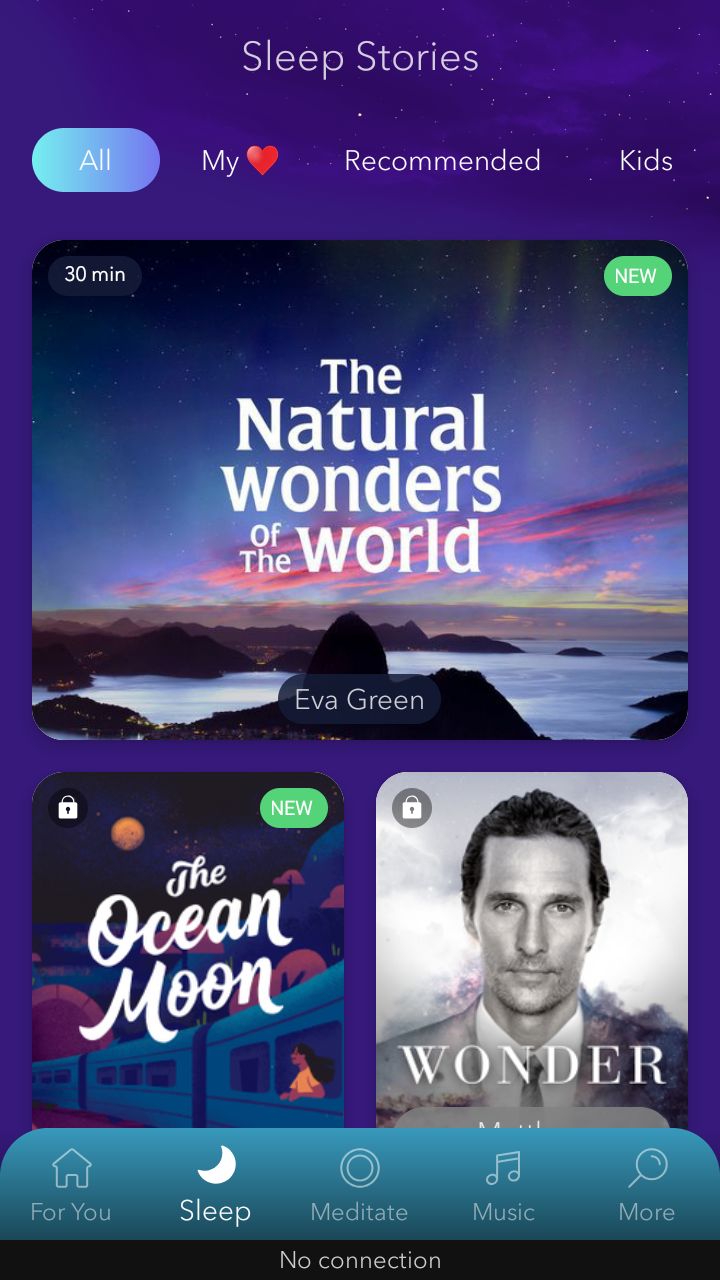 Sleep Stories
All
My ❤
Recommended
Kids
30 min
NEW
The
Natural
wonders
of
The world
Eva Green
NEW
The
Ocean
Moon
WONDER
For You
Sleep
Meditate
Music
More
No connection